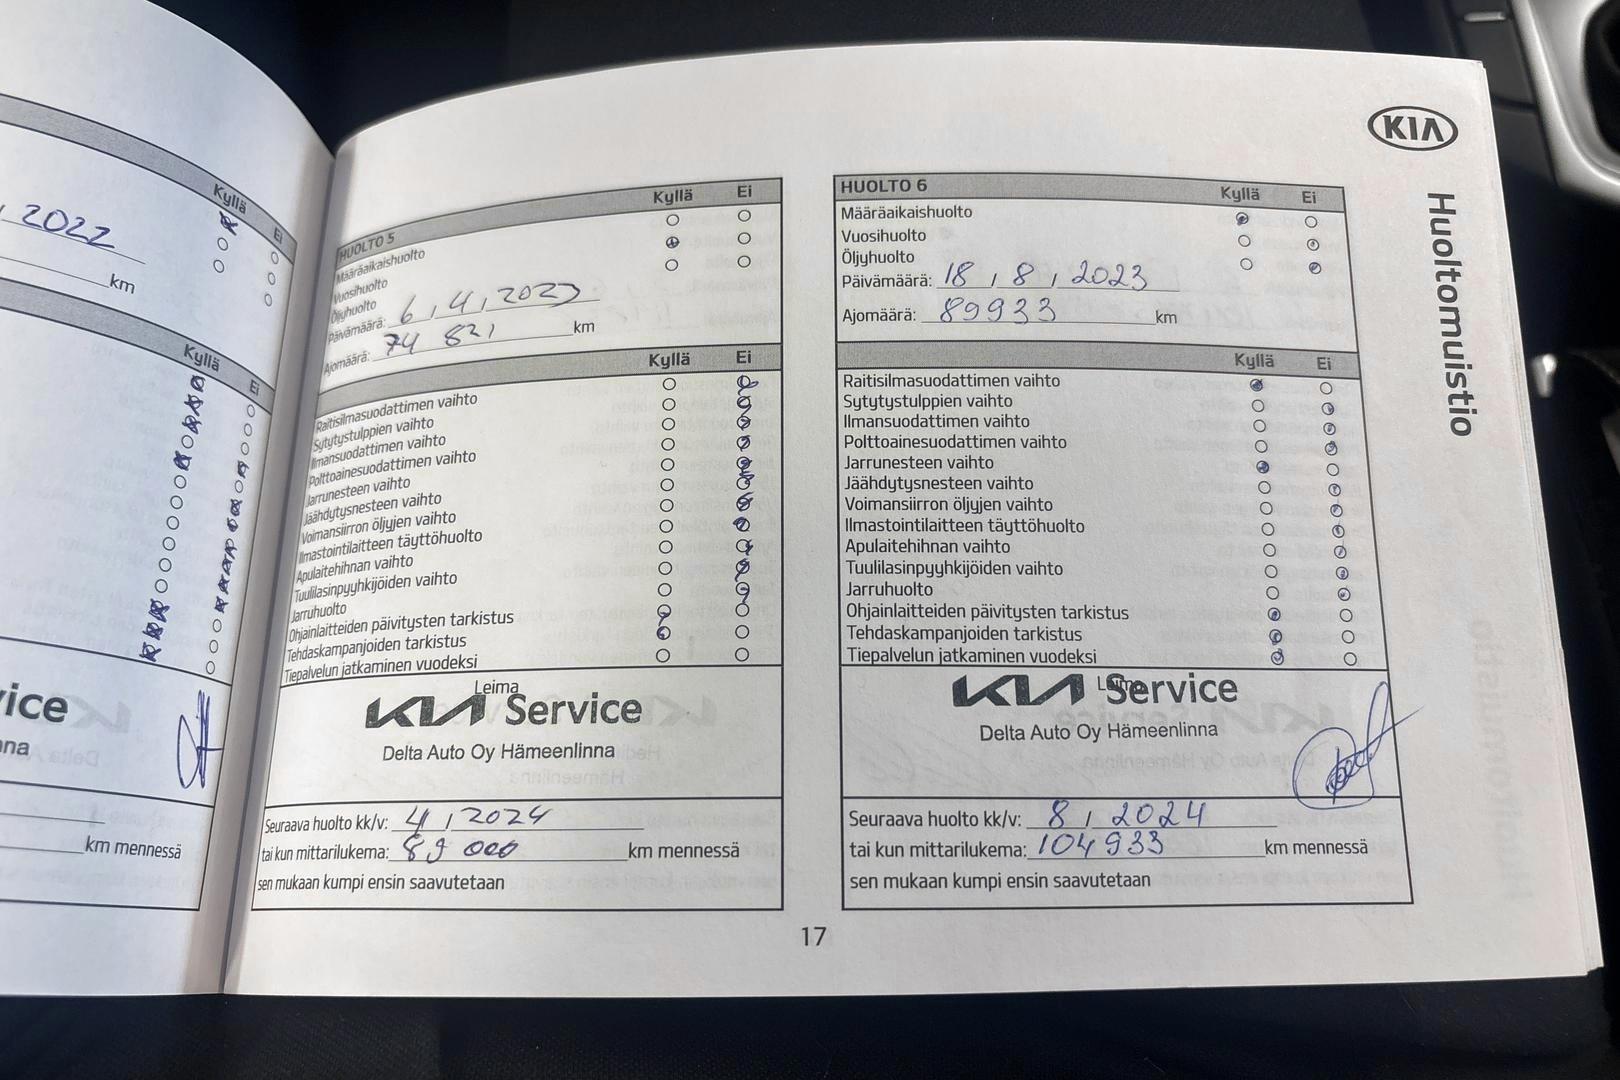 , 2022
km
Kyllä Ei
Kyllä Ei
vice
nna
km mennessä
HUOLTO 5 Kyllä Ei
Määräaikaishuolto
Vuosihuolto
Öljyhuolto
Päivämäärä: 6 , 4 , 2023
Ajomäärä: 74 821 km
Kyllä Ei
Raitisilmasuodattimen vaihto
Sytytystulppien vaihto
Ilmansuodattimen vaihto
Polttoainesuodattimen vaihto
Jarrunesteen vaihto
Jäähdytysnesteen vaihto
Voimansiirron öljyjen vaihto
Ilmastointilaitteen täyttöhuolto
Apulaitehihnan vaihto
Tuulilasinpyyhkijöiden vaihto
Jarruhuolto
Ohjainlaitteiden päivitysten tarkistus
Tehdaskampanjoiden tarkistus
Tiepalvelun jatkaminen vuodeksi
Leima
KIA Service
Delta Auto Oy Hämeenlinna
Seuraava huolto kk/v: 4 , 2024
tai kun mittarilukema: 89 000 km mennessä
sen mukaan kumpi ensin saavutetaan
KIA
Huoltomuistio
HUOLTO 6 Kyllä Ei
Määräaikaishuolto
Vuosihuolto
Öljyhuolto
Päivämäärä: 18 , 8 , 2023
Ajomäärä: 89933 km
Kyllä Ei
Raitisilmasuodattimen vaihto
Sytytystulppien vaihto
Ilmansuodattimen vaihto
Polttoainesuodattimen vaihto
Jarrunesteen vaihto
Jäähdytysnesteen vaihto
Voimansiirron öljyjen vaihto
Ilmastointilaitteen täyttöhuolto
Apulaitehihnan vaihto
Tuulilasinpyyhkijöiden vaihto
Jarruhuolto
Ohjainlaitteiden päivitysten tarkistus
Tehdaskampanjoiden tarkistus
Tiepalvelun jatkaminen vuodeksi
Leima
KIA Service
Delta Auto Oy Hämeenlinna
Seuraava huolto kk/v: 8 , 2024
tai kun mittarilukema: 104 933 km mennessä
sen mukaan kumpi ensin saavutetaan
17